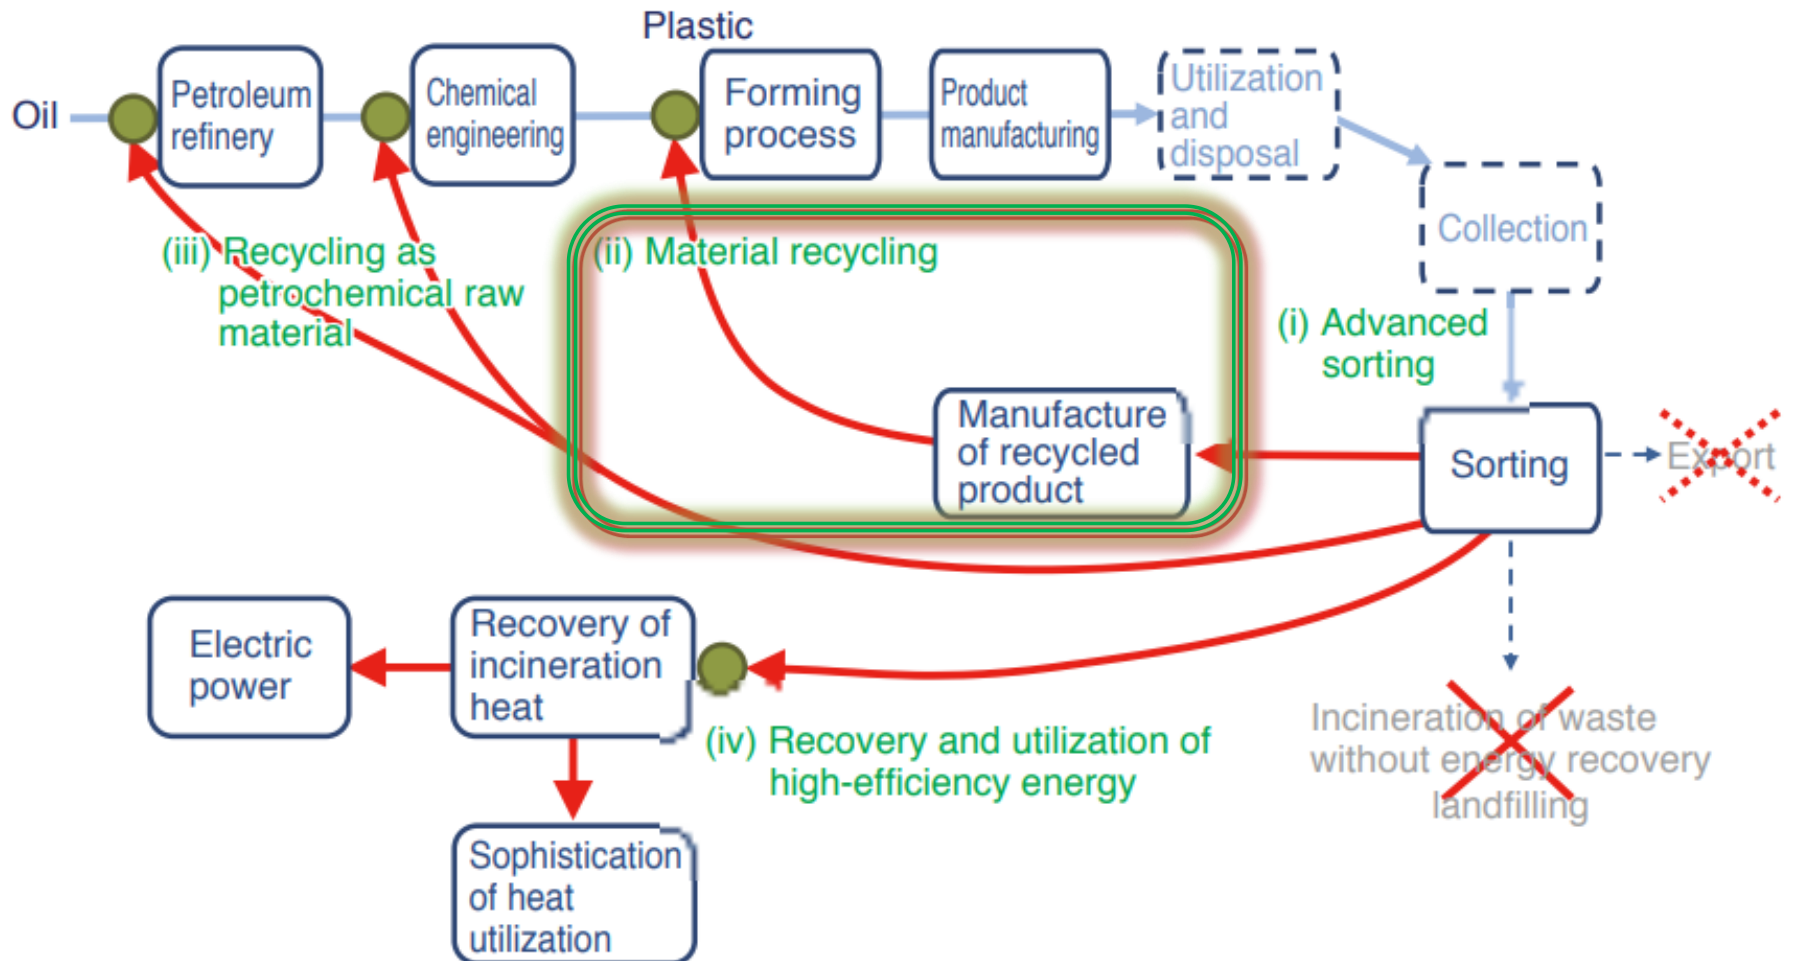 Plastic
Oil
Petroleum
refinery
Chemical
engineering
Forming
process
Product
manufacturing
Utilization
and
disposal
Collection
(iii) Recycling as
petrochemical raw
material
(ii) Material recycling
(i) Advanced
sorting
Manufacture
of recycled
product
Sorting
Export
Electric
power
Recovery of
incineration
heat
(iv) Recovery and utilization of
high-efficiency energy
Incineration of waste
without energy recovery
landfilling
Sophistication
of heat
utilization